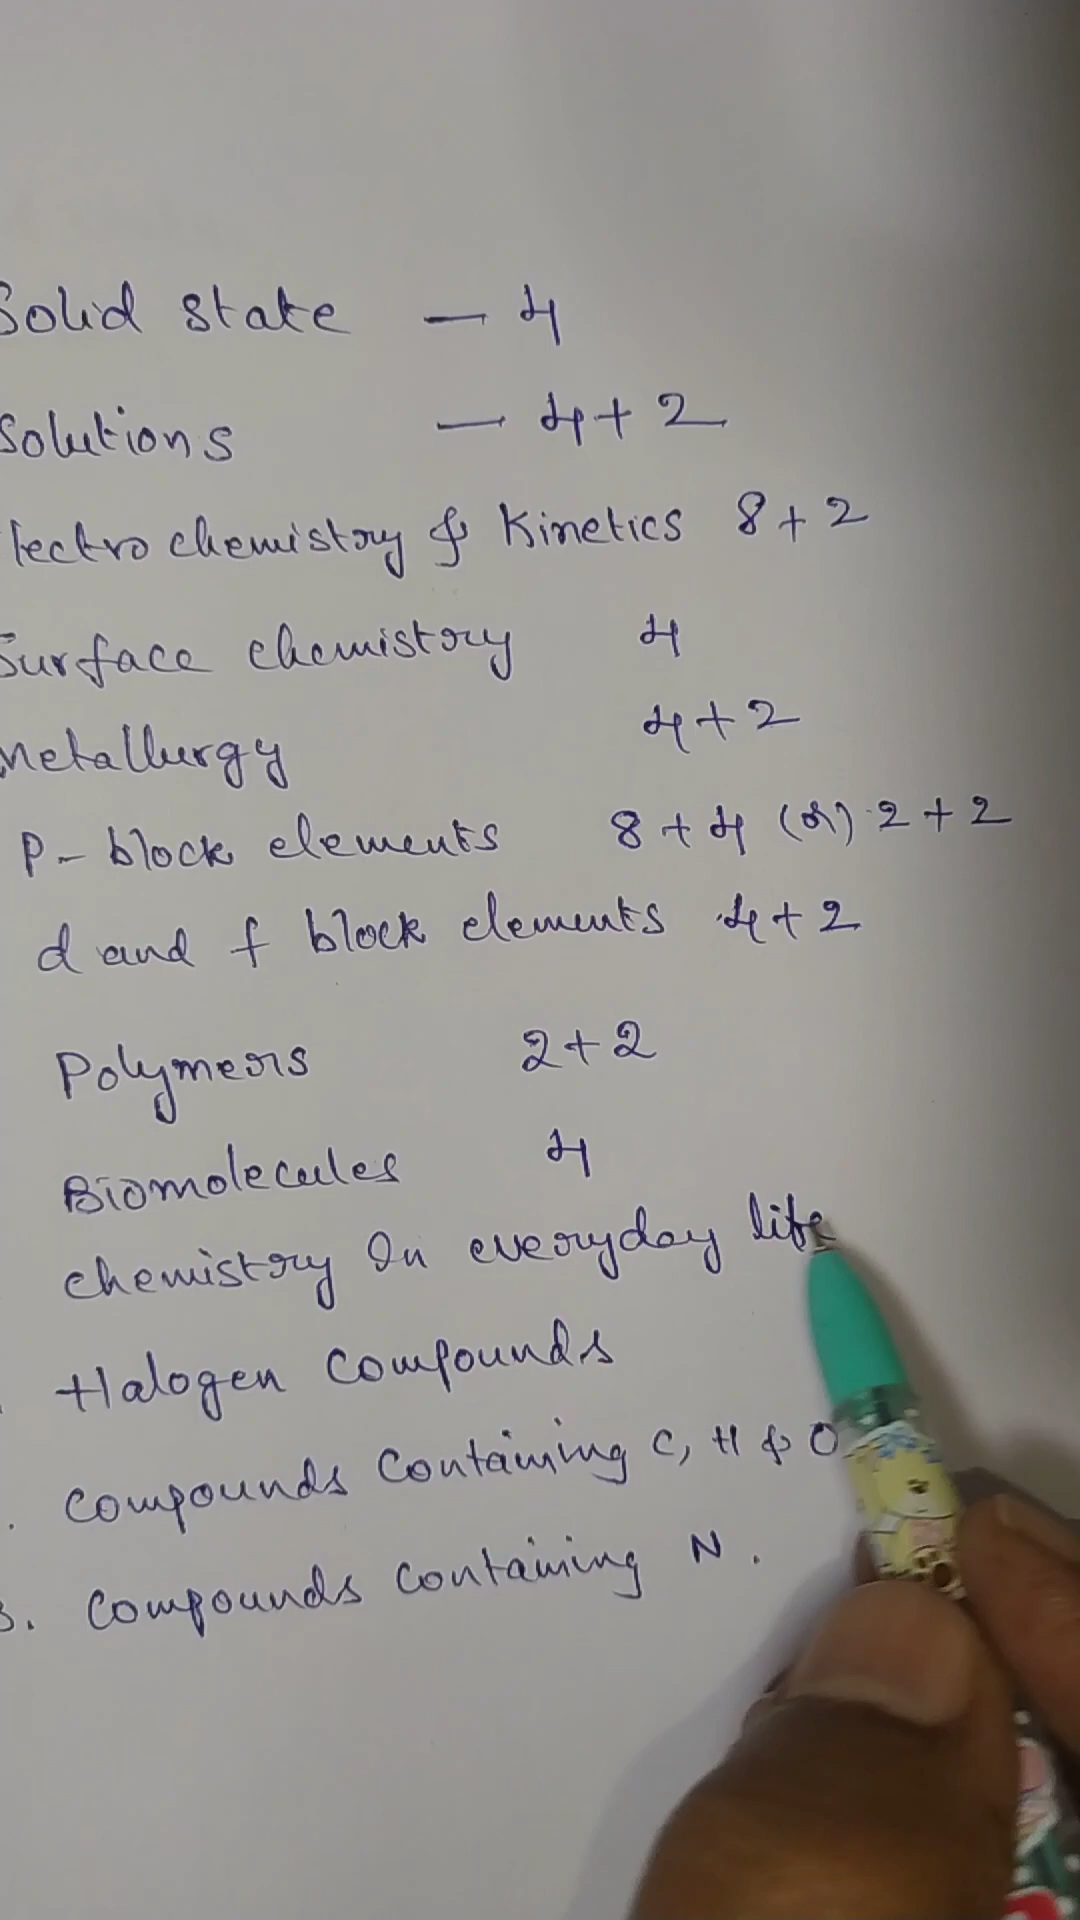 Solid state - 4
Solutions - 4+2
lectro chemistry & Kinetics 8+2
Surface chemistry 4
Metallurgy 4+2
P-block elements 8+4 (or) 2+2
d and f block elements 4+2
Polymers 2+2
Biomolecules 4
chemistry In everyday life
Halogen compounds
. compounds containing C, H & O
3. compounds containing N.